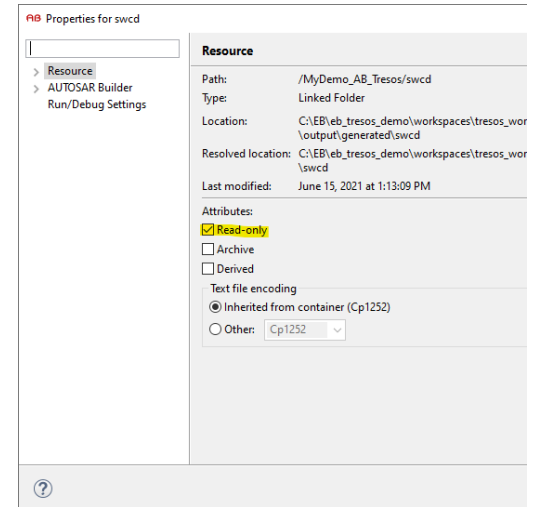 AB Properties for swcd
Resource
AUTOSAR Builder
Run/Debug Settings
Resource
Path: /MyDemo_AB_Tresos/swcd
Type: Linked Folder
Location: C:\EB\eb_tresos_demo\workspaces\tresos_wor
\output\generated\swcd
Resolved location: C:\EB\eb_tresos_demo\workspaces\tresos_wor
\swcd
Last modified: June 15, 2021 at 1:13:09 PM
Attributes:
Read-only
Archive
Derived
Text file encoding
Inherited from container (Cp1252)
Other: Cp1252
?